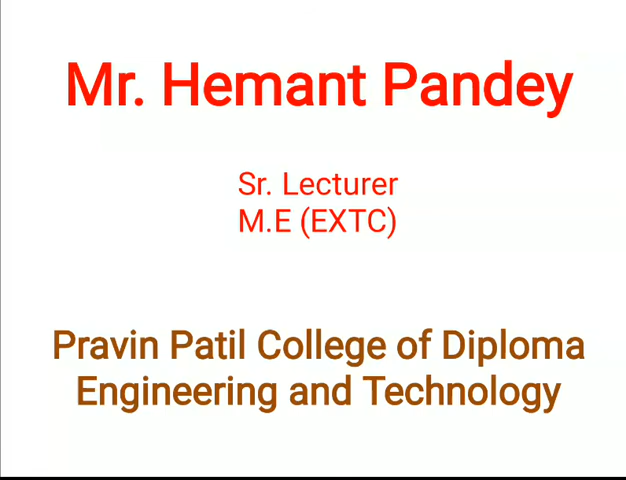 Mr. Hemant Pandey
Sr. Lecturer
M.E (EXTC)
Pravin Patil College of Diploma
Engineering and Technology